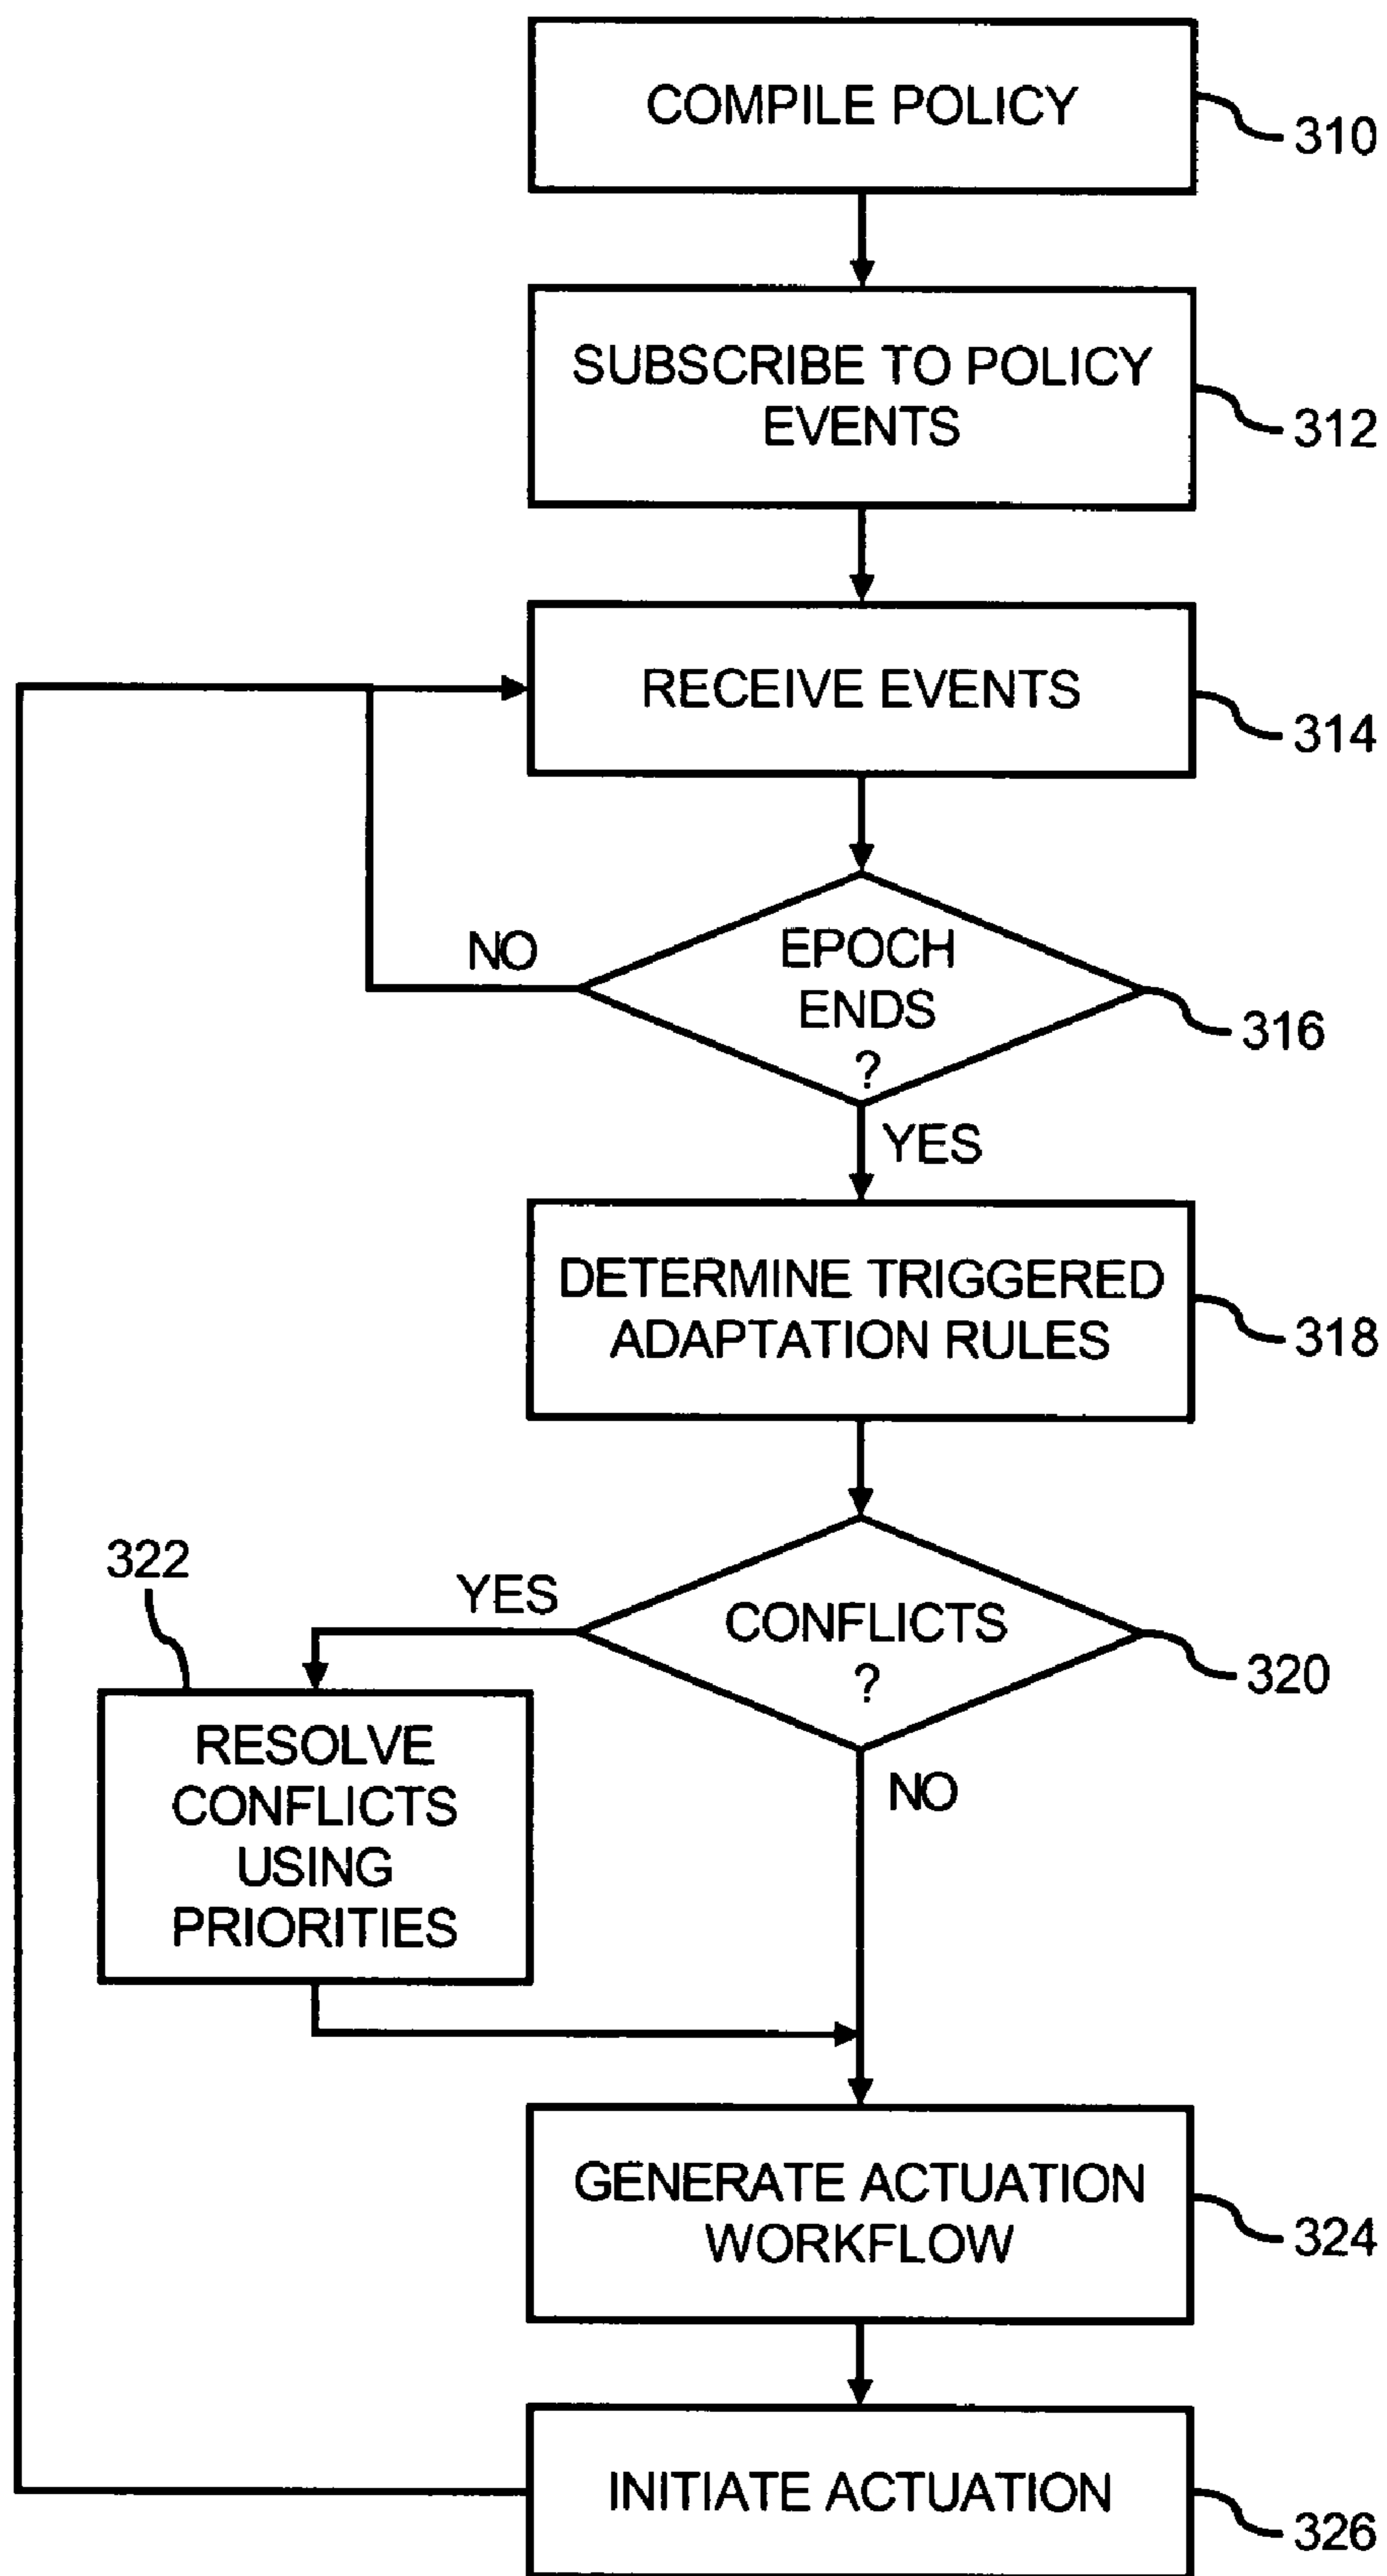 COMPILE POLICY
310
SUBSCRIBE TO POLICY
EVENTS
312
RECEIVE EVENTS
314
EPOCH
ENDS
?
NO
316
YES
DETERMINE TRIGGERED
ADAPTATION RULES
318
322
YES
CONFLICTS
?
320
RESOLVE
CONFLICTS
USING
PRIORITIES
NO
GENERATE ACTUATION
WORKFLOW
324
INITIATE ACTUATION
326